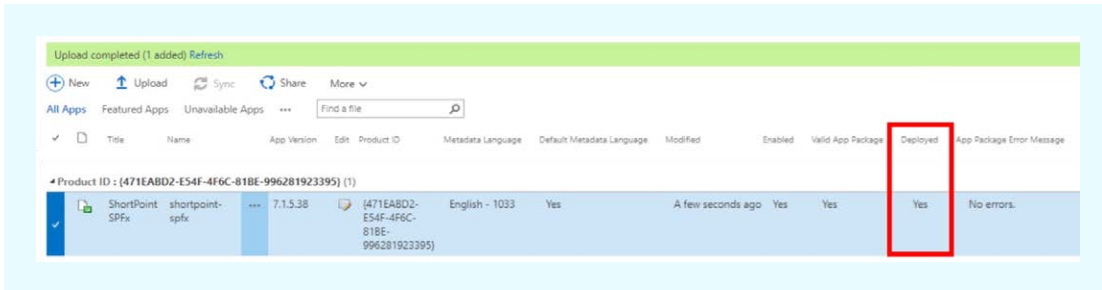 Upload completed (1 added) Refresh
New Upload Sync Share More
All Apps Featured Apps Unavailable Apps ••• Find a file
Title Name App Version Edit Product ID Metadata Language Default Metadata Language Modified Enabled Valid App Package Deployed App Package Error Message
Product ID : {471EABD2-E54F-4F6C-81BE-996281923395} (1)
ShortPoint shortpoint- ••• 7.1.5.38 {471EABD2- English - 1033 Yes A few seconds ago Yes Yes Yes No errors.
SPFx spfx E54F-4F6C-
81BE-
996281923395}